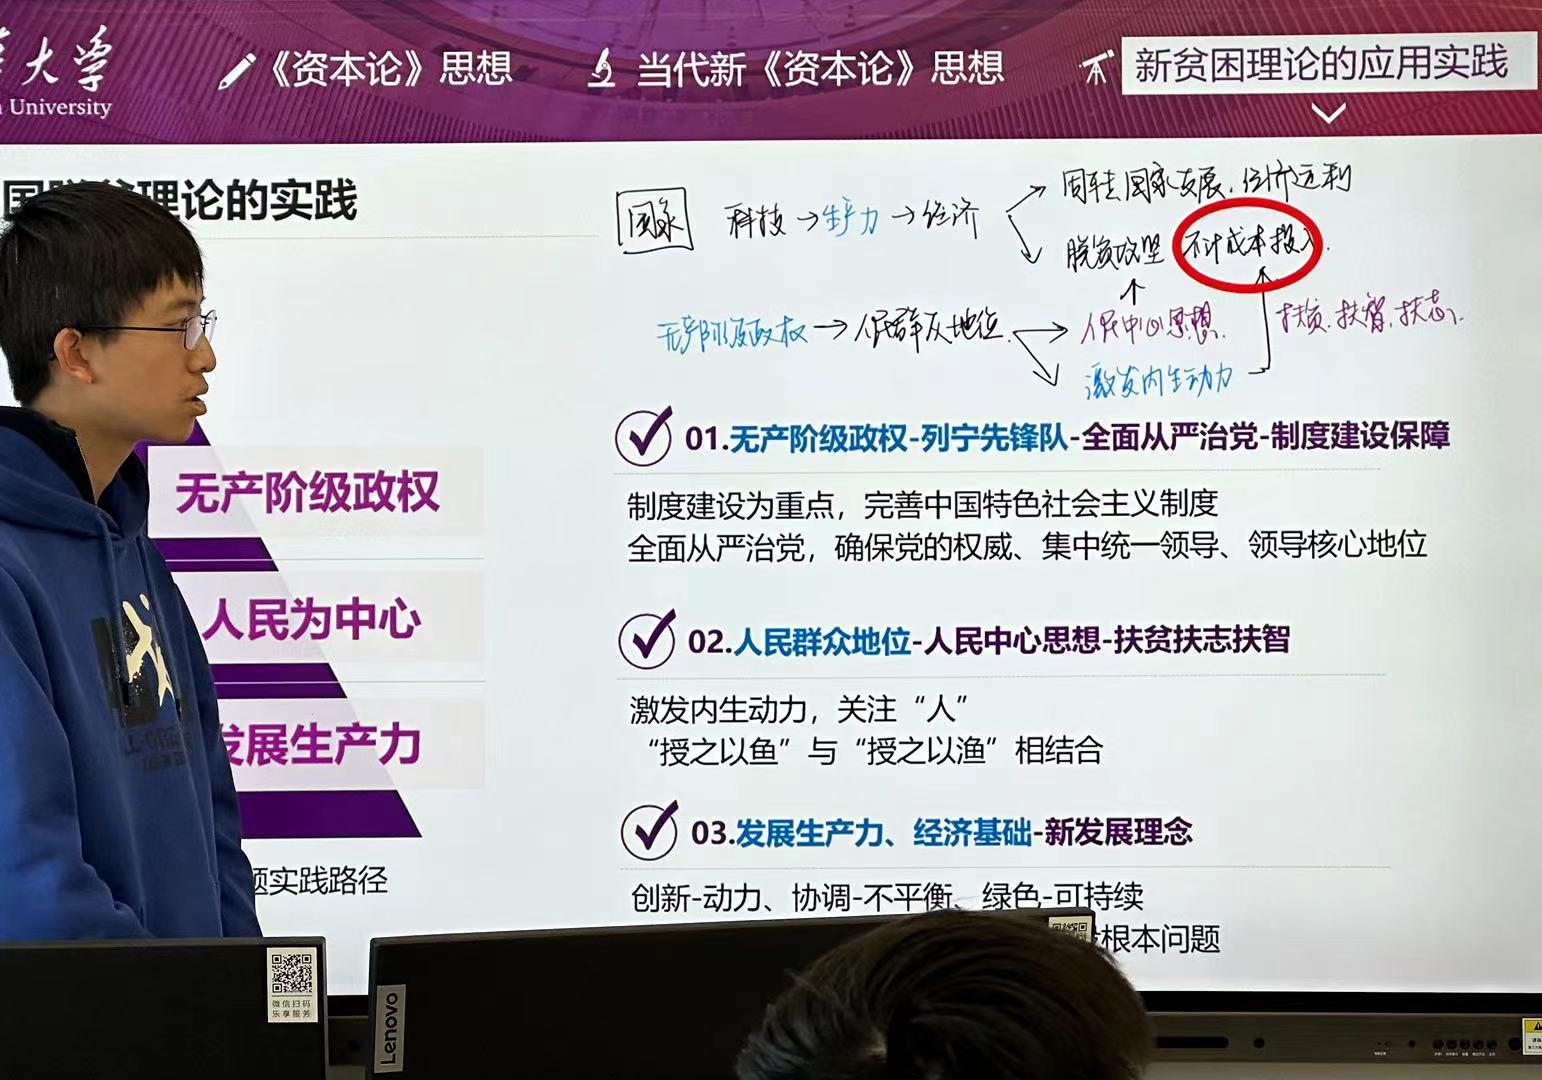 大学
University
《资本论》思想
当代新《资本论》思想
新贫困理论的应用实践
理论的实践
国家 科技→生产力→经济
周转国家发展、经济运利
脱贫攻坚 不计成本投入.
无产阶级政权→人民群众地位
人民中心思想.
扶贫、扶智、扶志、
激发内生动力
无产阶级政权
人民为中心
发展生产力
题实践路径
01.无产阶级政权-列宁先锋队-全面从严治党-制度建设保障
制度建设为重点，完善中国特色社会主义制度
全面从严治党，确保党的权威、集中统一领导、领导核心地位
02.人民群众地位-人民中心思想-扶贫扶志扶智
激发内生动力，关注“人”
“授之以鱼”与“授之以渔”相结合
03.发展生产力、经济基础-新发展理念
创新-动力、协调-不平衡、绿色-可持续
根本问题
微信扫码
乐享服务
Lenovo